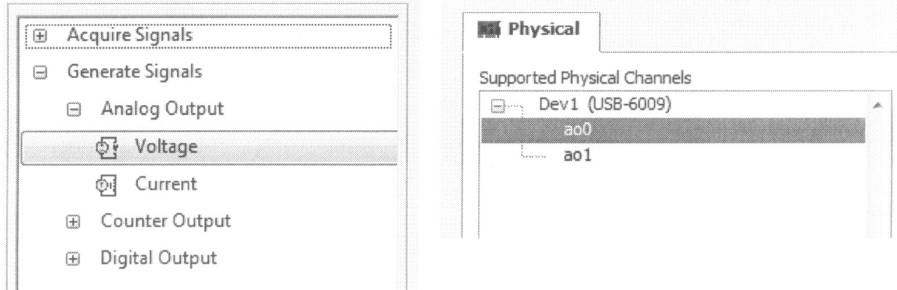 Acquire Signals
Generate Signals
Analog Output
Voltage
Current
Counter Output
Digital Output
Physical
Supported Physical Channels
Dev1 (USB-6009)
ao0
ao1